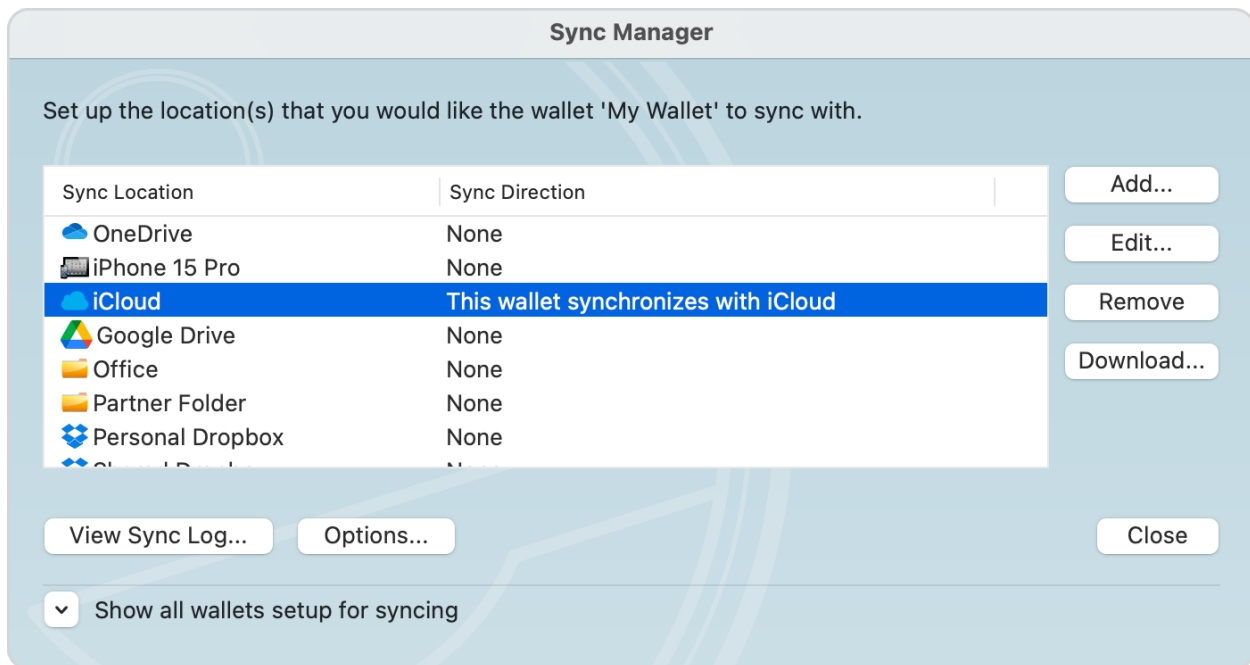 Sync Manager
Set up the location(s) that you would like the wallet 'My Wallet' to sync with.
Sync Location Sync Direction
Add...
OneDrive None
Edit...
iPhone 15 Pro None
iCloud This wallet synchronizes with iCloud
Remove
Google Drive None
Office None
Download...
Partner Folder None
Personal Dropbox None
View Sync Log... Options... Close
Show all wallets setup for syncing